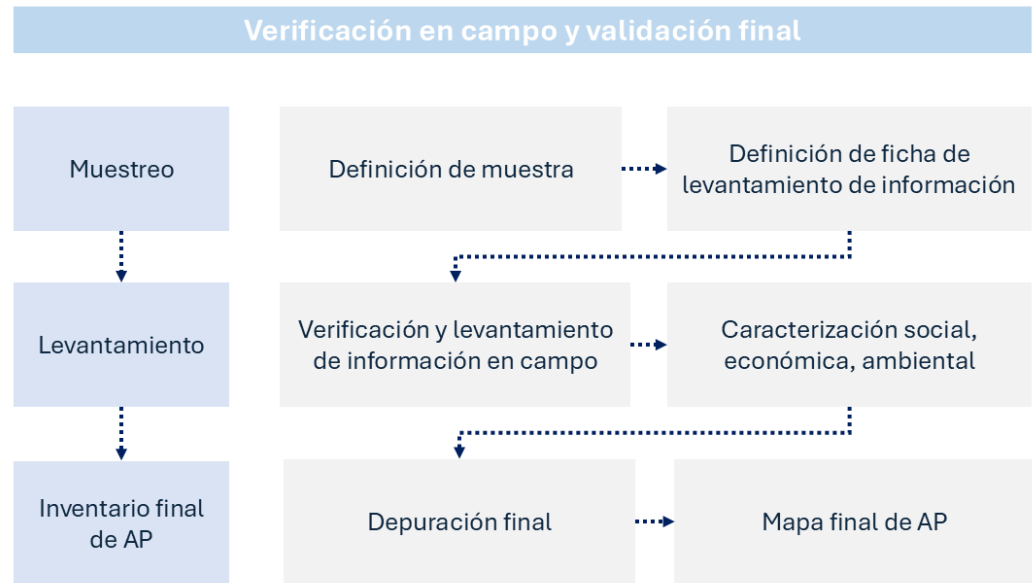 Verificación en campo y validación final
Muestreo
Definición de muestra
Definición de ficha de
levantamiento de información
Levantamiento
Verificación y levantamiento
de información en campo
Caracterización social,
económica, ambiental
Inventario final
de AP
Depuración final
Mapa final de AP